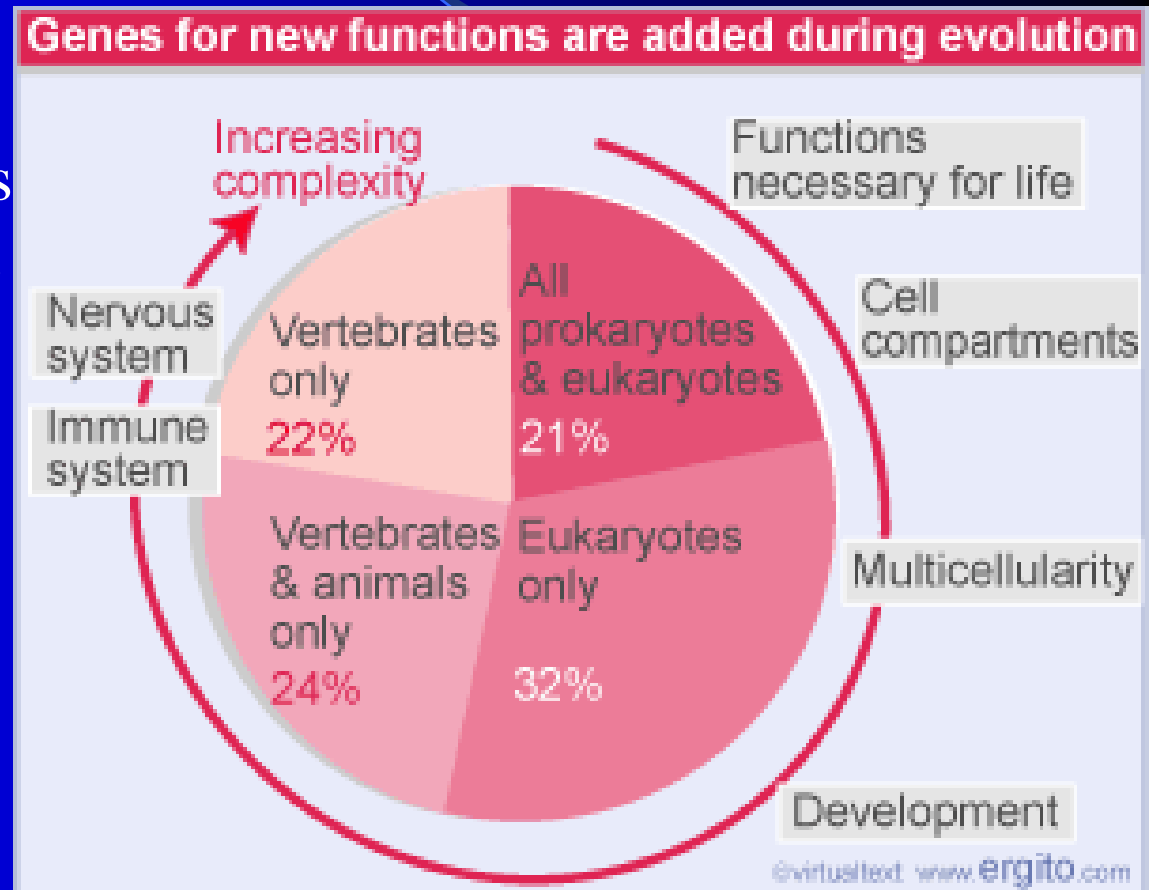 Genes for new functions are added during evolution
s
Increasing
complexity
Functions
necessary for life
Cell
compartments
Multicellularity
Development
Immune
system
Nervous
system
All
prokaryotes
& eukaryotes
21%
Eukaryotes
only
32%
Vertebrates
& animals
only
24%
Vertebrates
only
22%
©virtualtext www.ergito.com